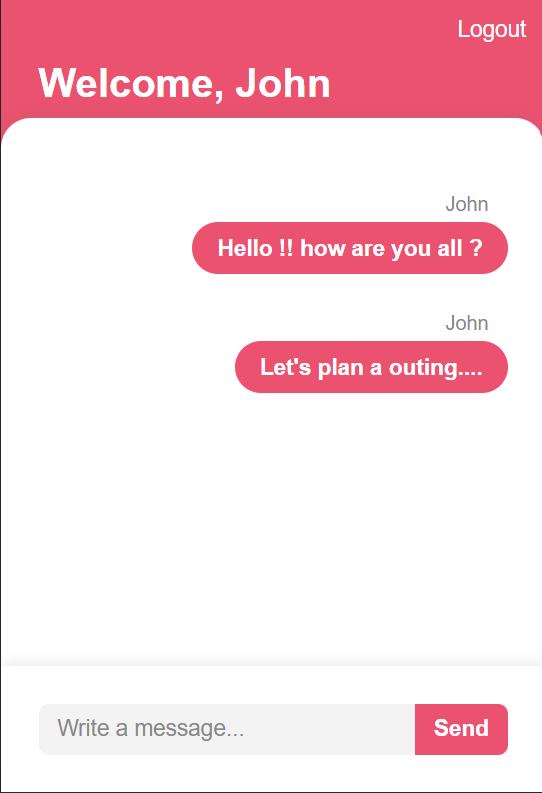 Logout
Welcome, John
John
Hello !! how are you all ?
John
Let's plan a outing....
Write a message...
Send